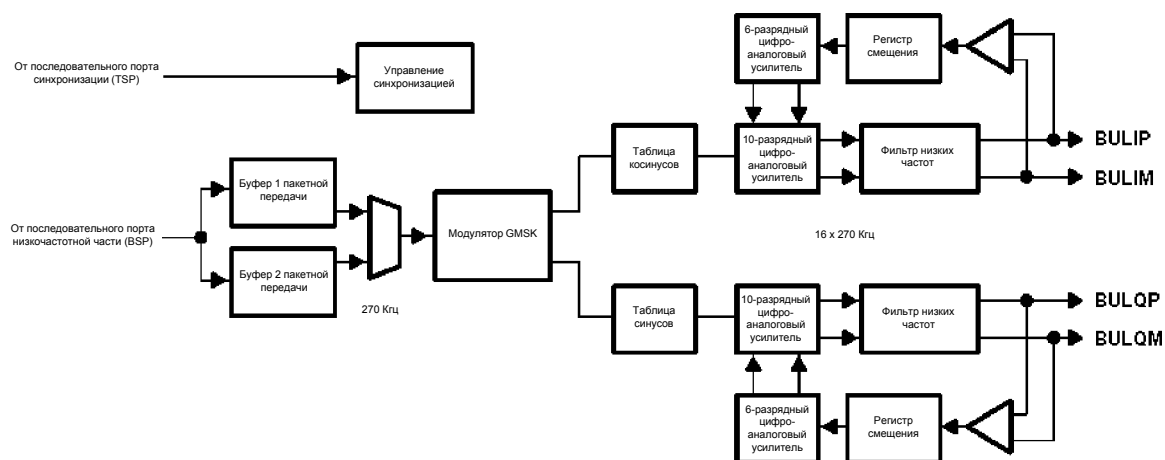 6-разрядный
цифро-
аналоговый
усилитель
Регистр
смещения
От последовательного порта
синхронизации (TSP)
Управление
синхронизацией
Таблица
косинусов
10-разрядный
цифро-
аналоговый
усилитель
Фильтр низких
частот
BULIP
BULIM
Буфер 1 пакетной
передачи
От последовательного порта
низкочастотной части (BSP)
Модулятор GMSK
16 x 270 Кгц
Буфер 2 пакетной
передачи
270 Кгц
Таблица
синусов
10-разрядный
цифро-
аналоговый
усилитель
Фильтр низких
частот
BULQP
BULQM
6-разрядный
цифро-
аналоговый
усилитель
Регистр
смещения